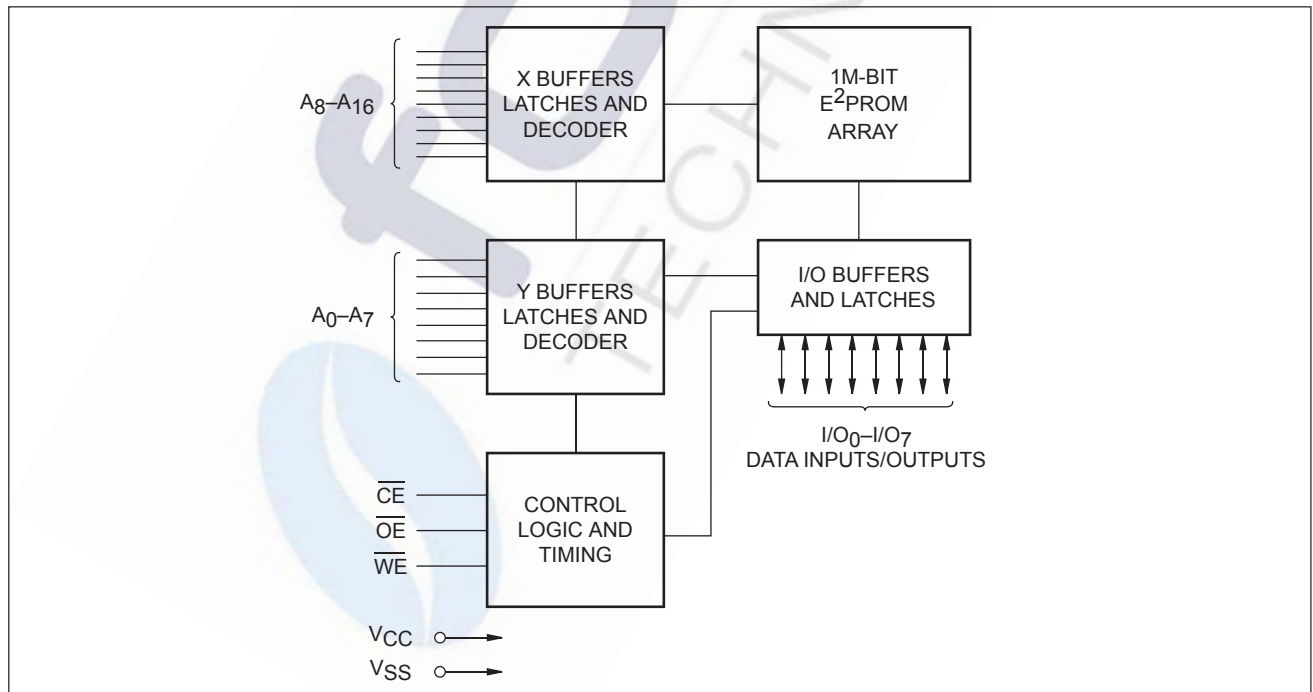 A8–A16
X BUFFERS
LATCHES AND
DECODER
1M-BIT
E2PROM
ARRAY
A0–A7
Y BUFFERS
LATCHES AND
DECODER
I/O BUFFERS
AND LATCHES
I/O0–I/O7
DATA INPUTS/OUTPUTS
CE
OE
WE
CONTROL
LOGIC AND
TIMING
VCC
VSS
TECHN